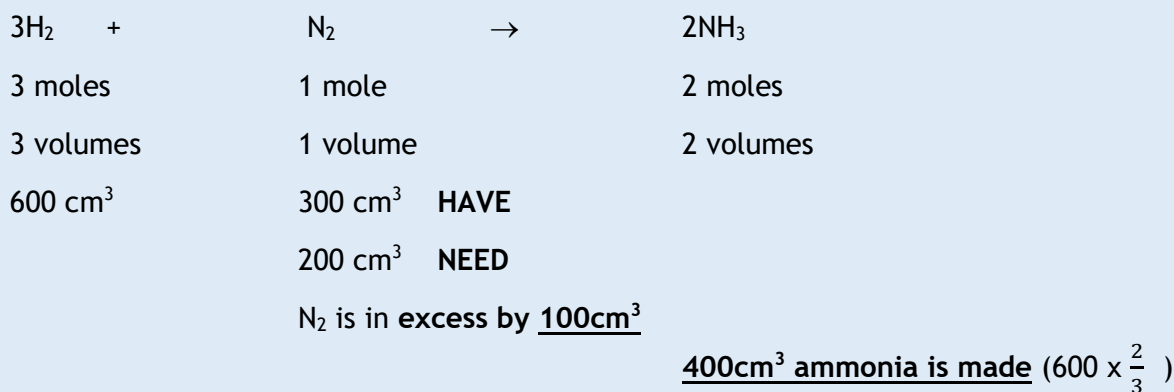 3H₂ + N₂ → 2NH₃
3 moles 1 mole 2 moles
3 volumes 1 volume 2 volumes
600 cm³ 300 cm³ HAVE
200 cm³ NEED
N₂ is in excess by 100cm³
400cm³ ammonia is made (600 x 2/3 )